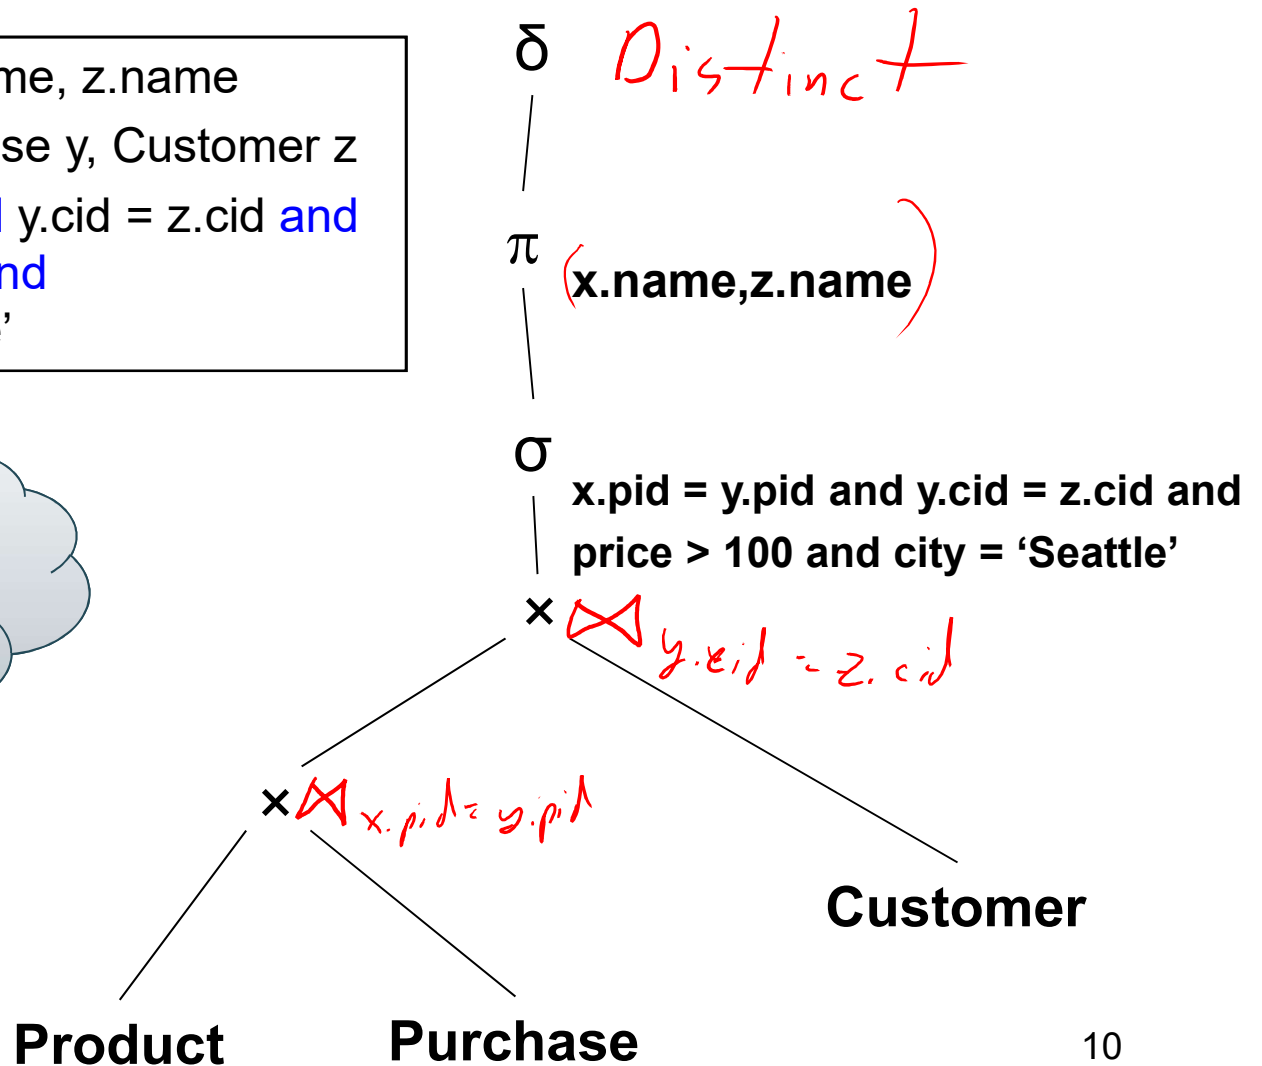 me, z.name
se y, Customer z
y.cid = z.cid and
nd
’
δ Distinct
π (x.name,z.name)
σ
x.pid = y.pid and y.cid = z.cid and
price > 100 and city = ‘Seattle’
× ⋈ y.cid = z.cid
× ⋈ x.pid = y.pid
Customer
Product
Purchase
10